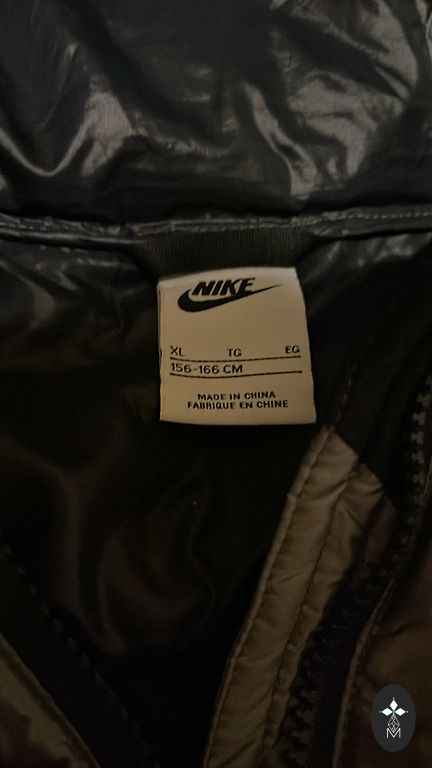 NIKE
XL TG EG
156-166 CM
MADE IN CHINA
FABRIQUE EN CHINE
M